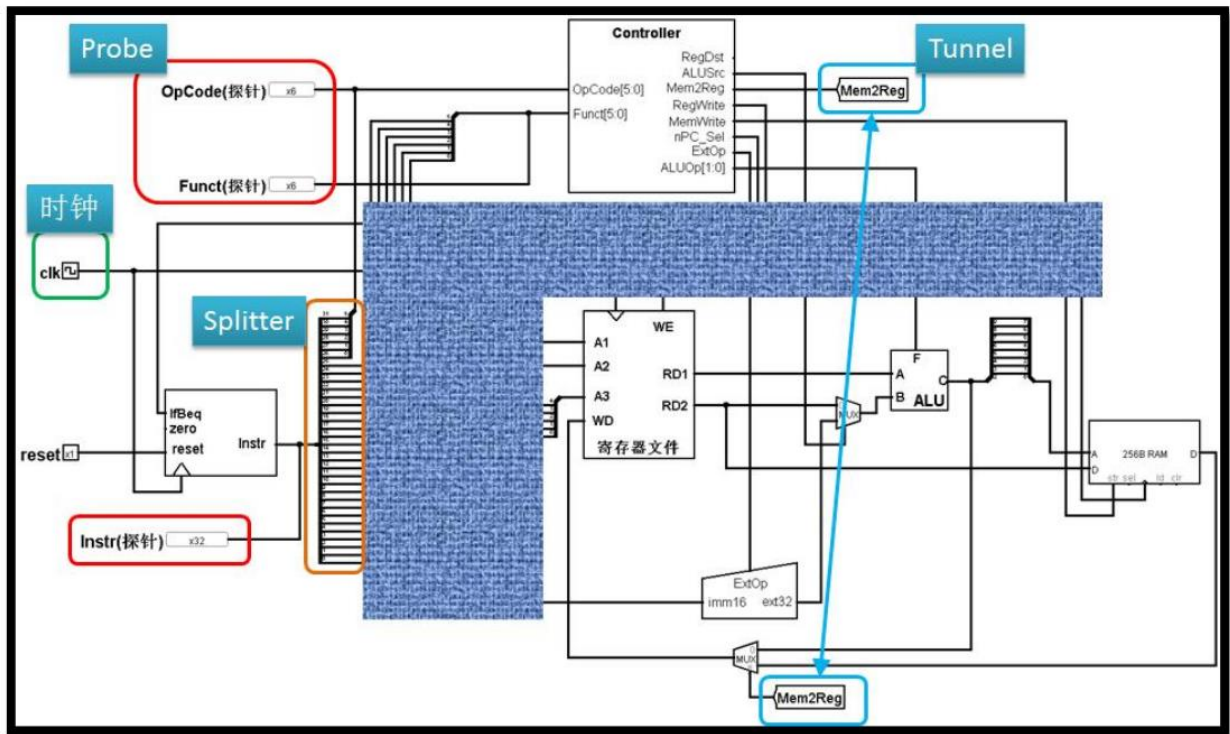 Probe
Controller
Tunnel
RegDst
ALUSrc
OpCode(探针)
x6
OpCode[5:0]
Mem2Reg
Mem2Reg
Funct[5:0]
RegWrite
MemWrite
nPC_Sel
ExtOp
ALUOp[1:0]
Funct(探针)
x6
时钟
clk
Splitter
WE
A1
A2
RD1
A3
RD2
WD
寄存器文件
F
A
C
B
ALU
MUX
IfBeq
zero
Instr
reset
reset
x1
A
256B RAM
D
D
str sel
ld clr
Instr(探针)
x32
ExtOp
imm16
ext32
MUX
0
Mem2Reg